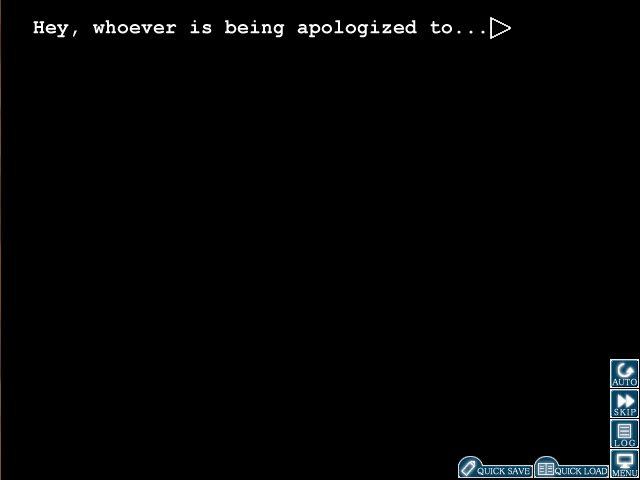 Hey, whoever is being apologized to...
AUTO
SKIP
LOG
QUICK SAVE QUICK LOAD MENU